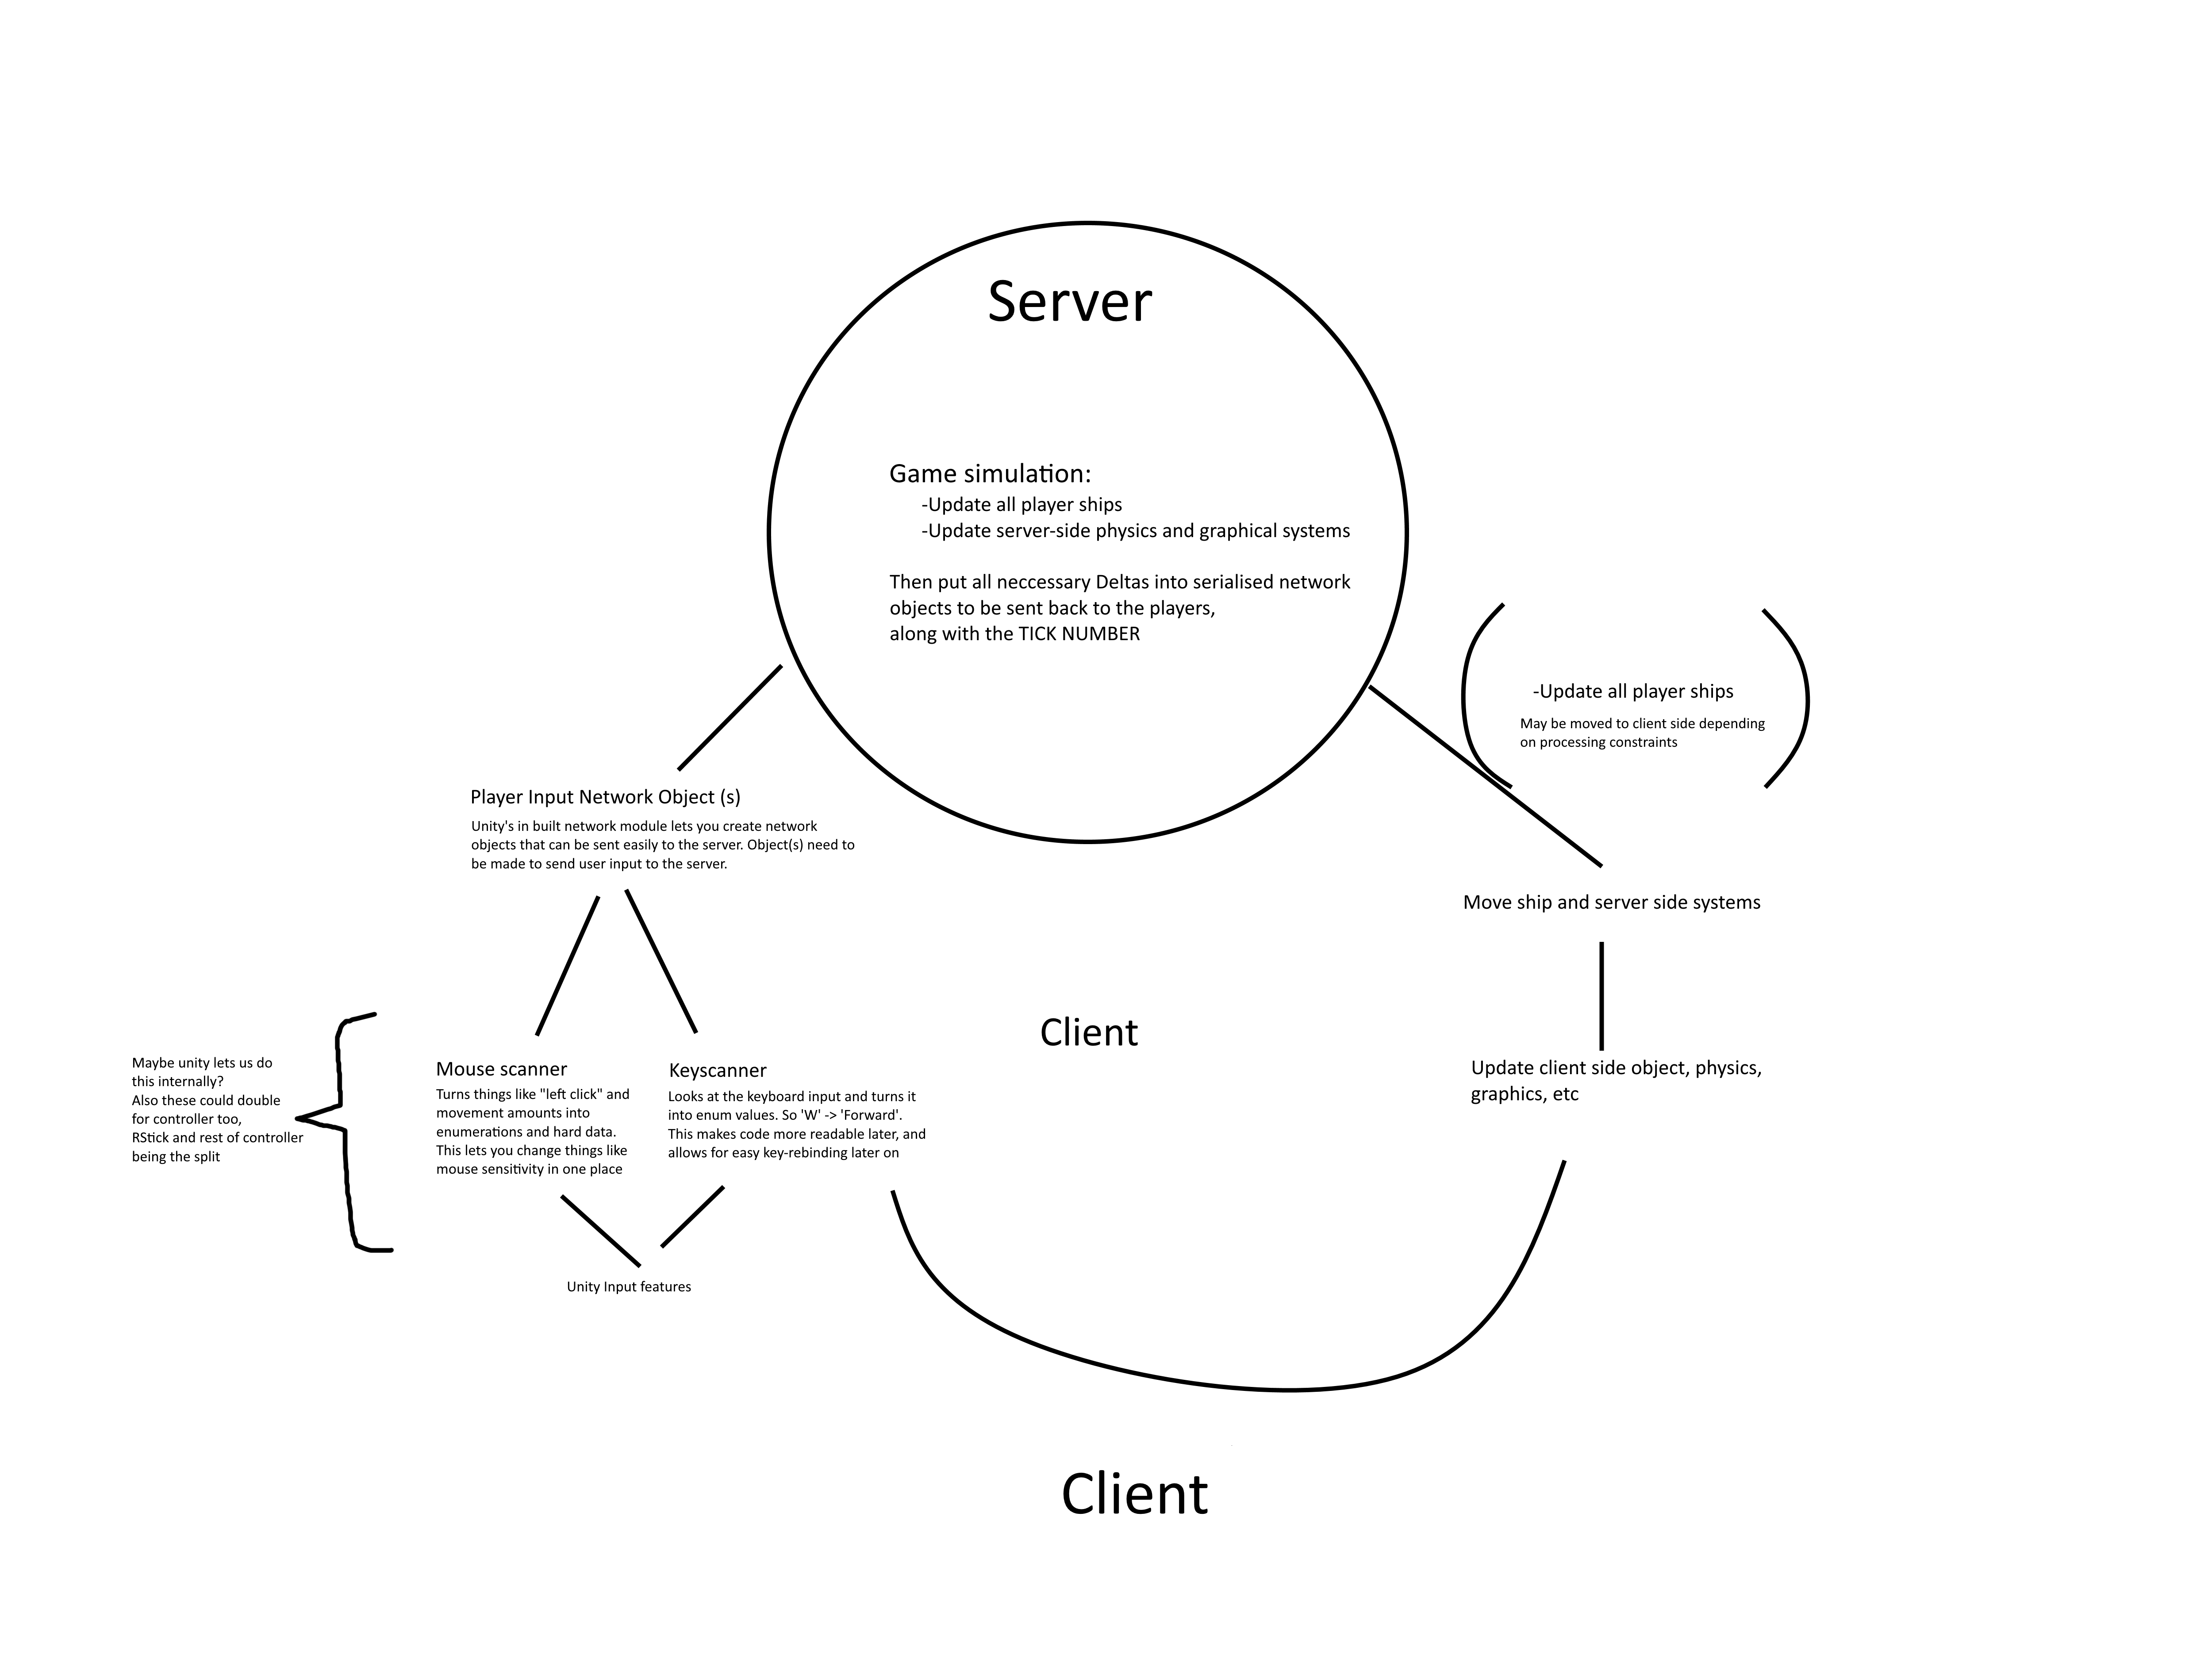 Server
Game simulation:
-Update all player ships
-Update server-side physics and graphical systems
Then put all neccessary Deltas into serialised network
objects to be sent back to the players,
along with the TICK NUMBER
-Update all player ships
May be moved to client side depending
on processing constraints
Player Input Network Object (s)
Unity's in built network module lets you create network
objects that can be sent easily to the server. Object(s) need to
be made to send user input to the server.
Move ship and server side systems
Client
Maybe unity lets us do
this internally?
Also these could double
for controller too,
RStick and rest of controller
being the split
Mouse scanner
Turns things like "left click" and
movement amounts into
enumerations and hard data.
This lets you change things like
mouse sensitivity in one place
Keyscanner
Looks at the keyboard input and turns it
into enum values. So 'W' -> 'Forward'.
This makes code more readable later, and
allows for easy key-rebinding later on
Update client side object, physics,
graphics, etc
Unity Input features
Client